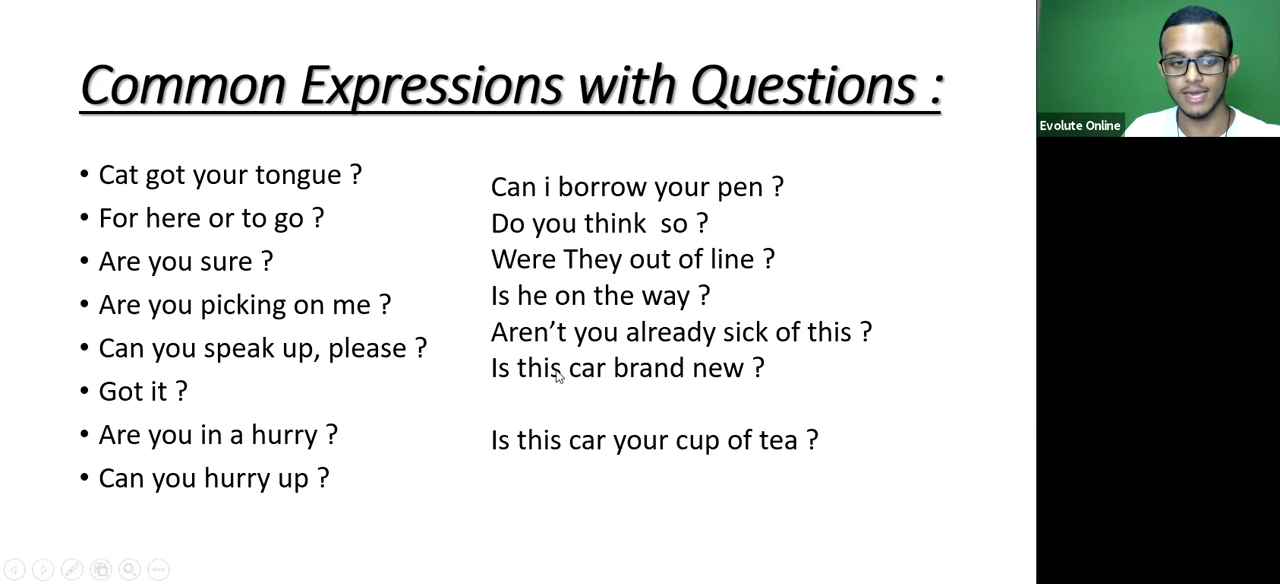 Common Expressions with Questions :
• Cat got your tongue ?
• For here or to go ?
• Are you sure ?
• Are you picking on me ?
• Can you speak up, please ?
• Got it ?
• Are you in a hurry ?
• Can you hurry up ?
Can i borrow your pen ?
Do you think  so ?
Were They out of line ?
Is he on the way ?
Aren’t you already sick of this ?
Is this car brand new ?
Is this car your cup of tea ?
Evolute Online